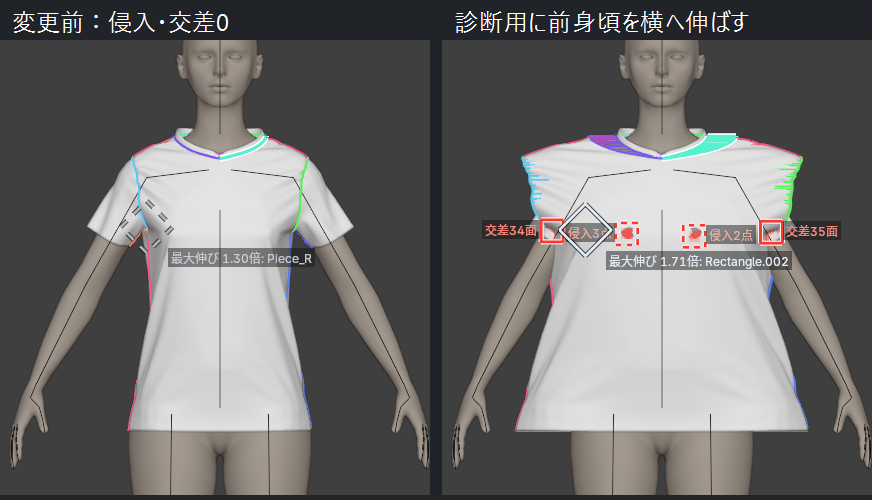 変更前：侵入・交差0
診断用に前身頃を横へ伸ばす
最大伸び 1.30倍: Piece_R
交差34面
侵入3点
侵入2点
交差35面
最大伸び 1.71倍: Rectangle.002